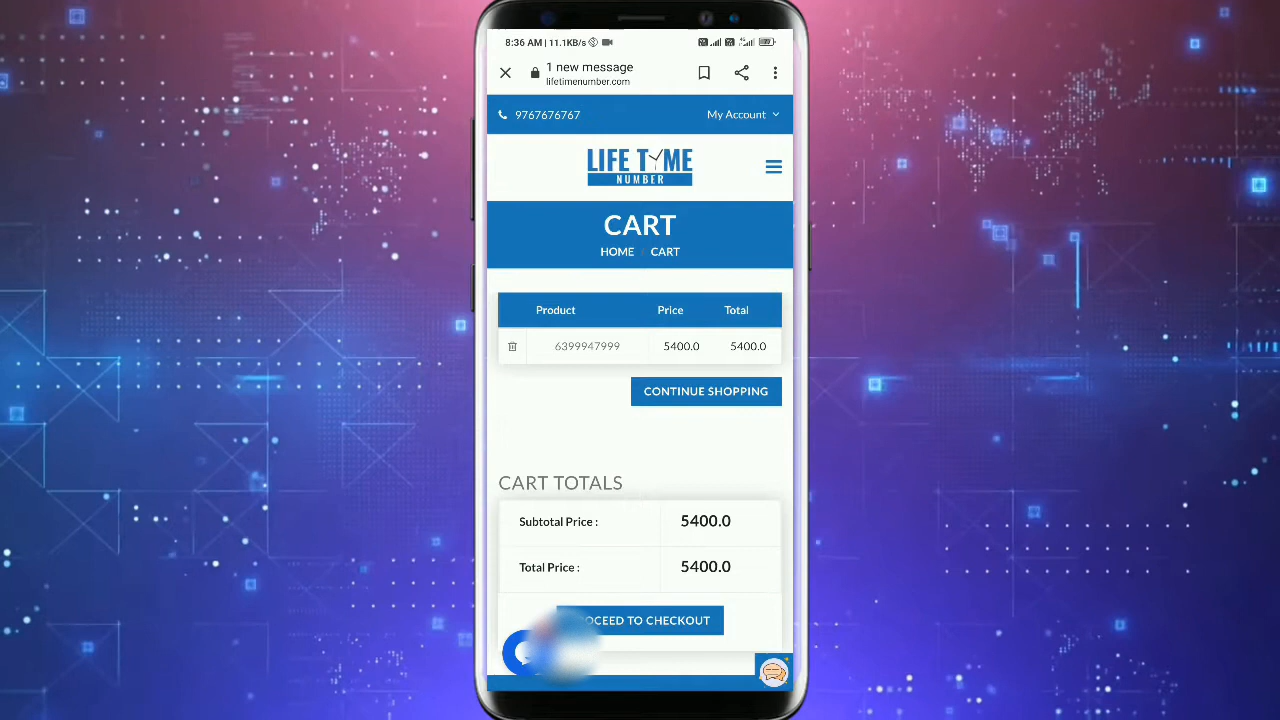 8:36 AM | 11.1KB/s
1 new message
lifetimenumber.com
9767676767
My Account
LIFE TYME
NUMBER
CART
HOME / CART
Product Price Total
6399947999 5400.0 5400.0
CONTINUE SHOPPING
CART TOTALS
Subtotal Price : 5400.0
Total Price : 5400.0
TO CHECKOUT